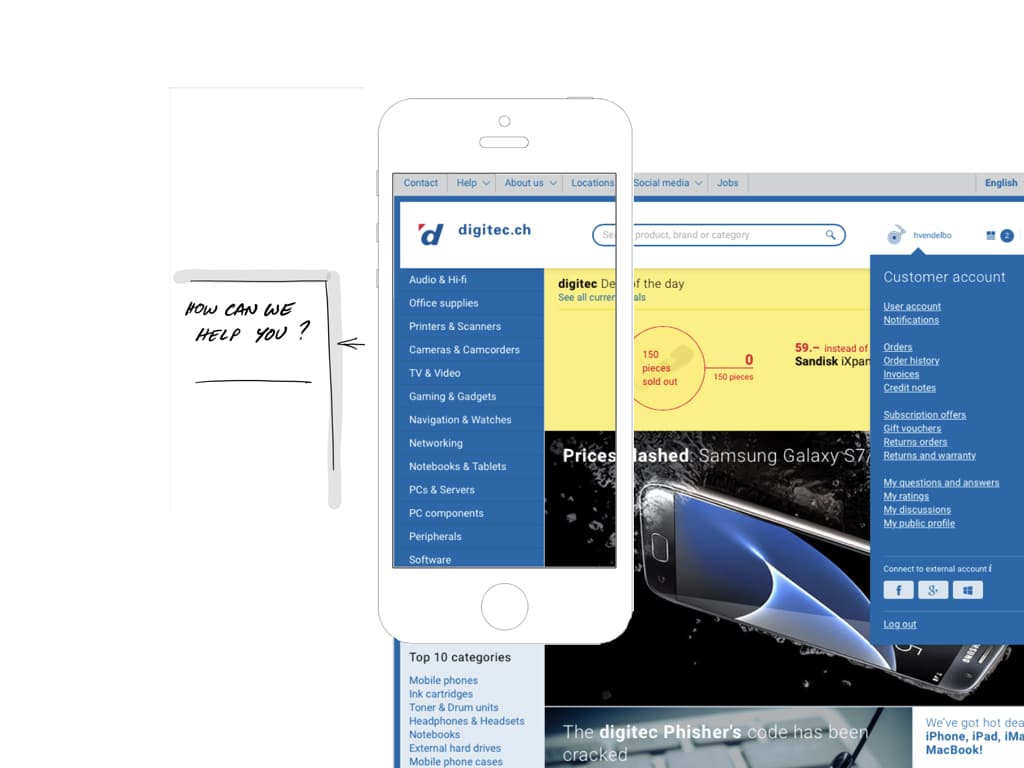 HOW CAN WE
HELP YOU ?
Contact
Help
About us
Locations
Social media
Jobs
English
digitec.ch
product, brand or category
hvendelbo
2
Audio & Hi-fi
Office supplies
Printers & Scanners
Cameras & Camcorders
TV & Video
Gaming & Gadgets
Navigation & Watches
Networking
Notebooks & Tablets
PCs & Servers
PC components
Peripherals
Software
digitec De of the day
See all curren als
150
pieces
sold out
0
150 pieces
59.– instead of
Sandisk iXpan
Prices lashed: Samsung Galaxy S7/
Customer account
User account
Notifications
Orders
Order history
Invoices
Credit notes
Subscription offers
Gift vouchers
Returns orders
Returns and warranty
My questions and answers
My ratings
My discussions
My public profile
Connect to external account i
f
g+
Log out
Top 10 categories
Mobile phones
Ink cartridges
Toner & Drum units
Headphones & Headsets
Notebooks
External hard drives
Mobile phone cases
The digitec Phisher's code has been
cracked
We've got hot dea
iPhone, iPad, iMa
MacBook!